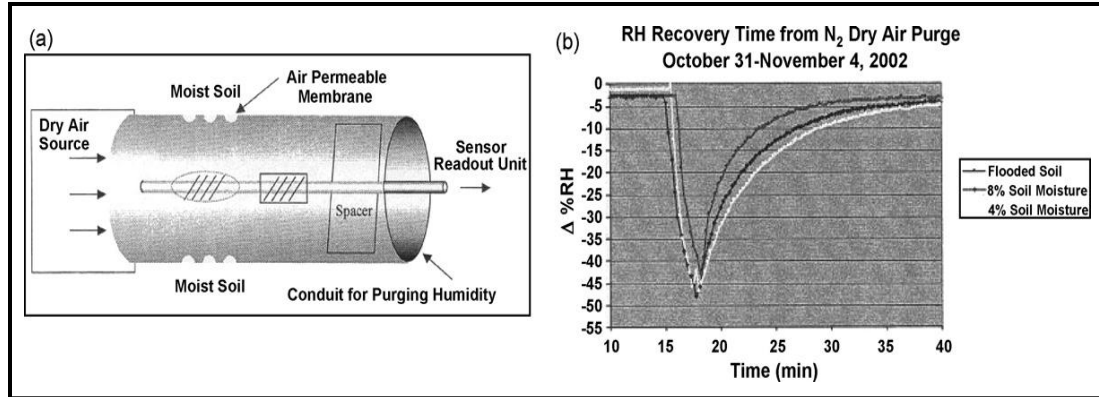 (a)
Moist Soil
Air Permeable
Membrane
Dry Air
Source
Sensor
Readout Unit
Spacer
Moist Soil
Conduit for Purging Humidity
(b)
RH Recovery Time from N₂ Dry Air Purge
October 31-November 4, 2002
0
-5
-10
-15
-20
-25
-30
-35
-40
-45
-50
-55
Δ %RH
10 15 20 25 30 35 40
Time (min)
Flooded Soil
8% Soil Moisture
4% Soil Moisture